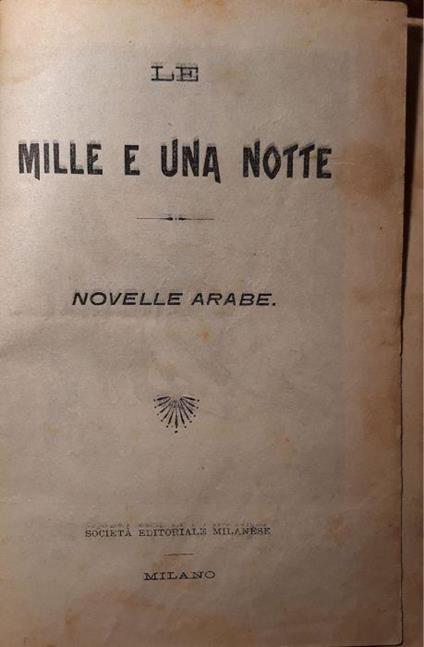 LE
MILLE E UNA NOTTE
NOVELLE ARABE.
SOCIETÀ EDITORIALE MILANESE
MILANO